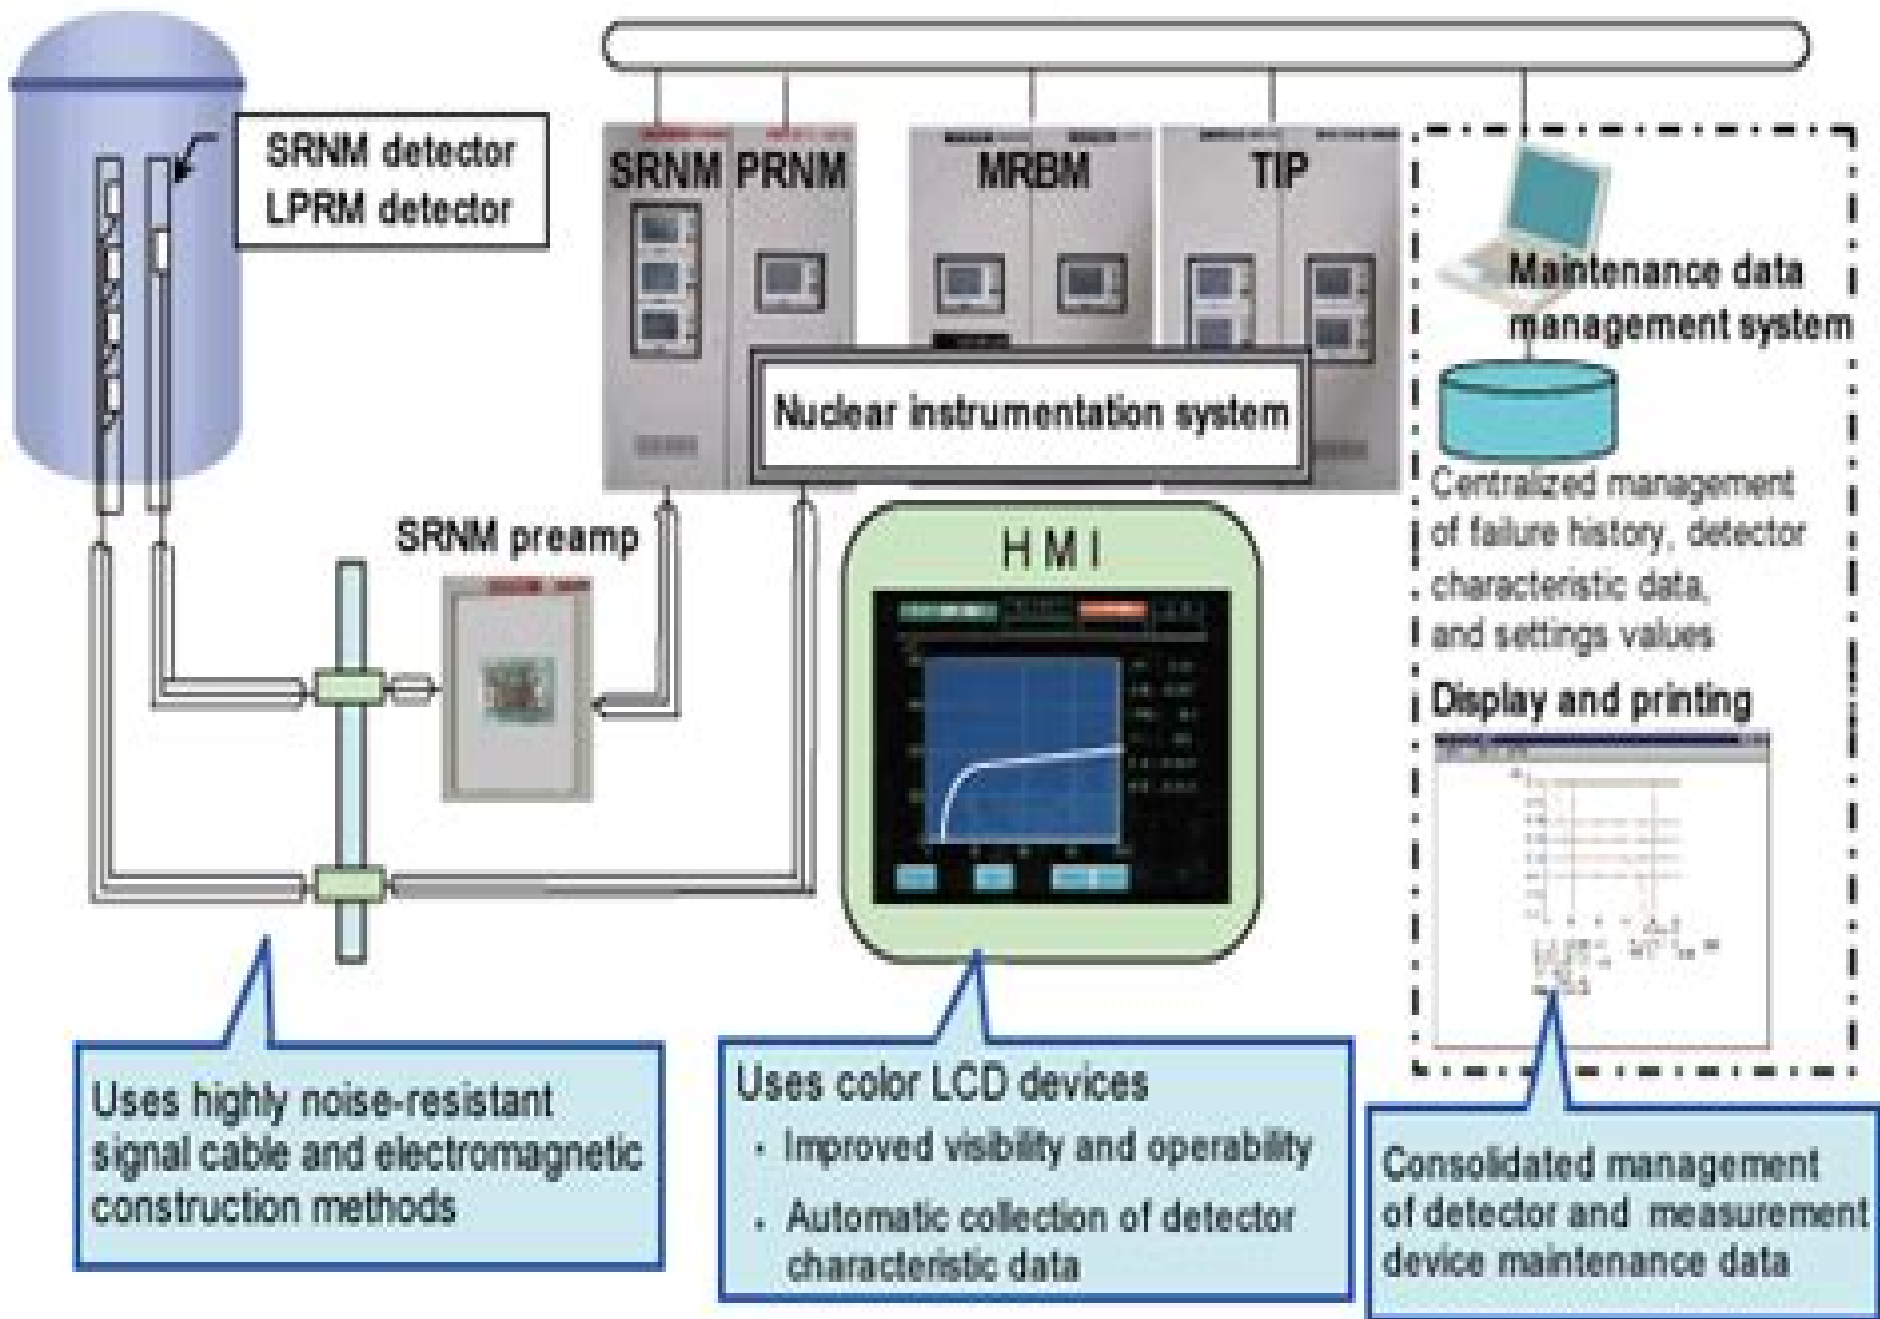 SRNM detector
LPRM detector
SRNM PRNM MRBM TIP
Maintenance data
management system
Nuclear instrumentation system
Centralized management
of failure history, detector
characteristic data,
and settings values
SRNM preamp
HMI
Display and printing
Uses highly noise-resistant
signal cable and electromagnetic
construction methods
Uses color LCD devices
· Improved visibility and operability
· Automatic collection of detector
characteristic data
Consolidated management
of detector and measurement
device maintenance data